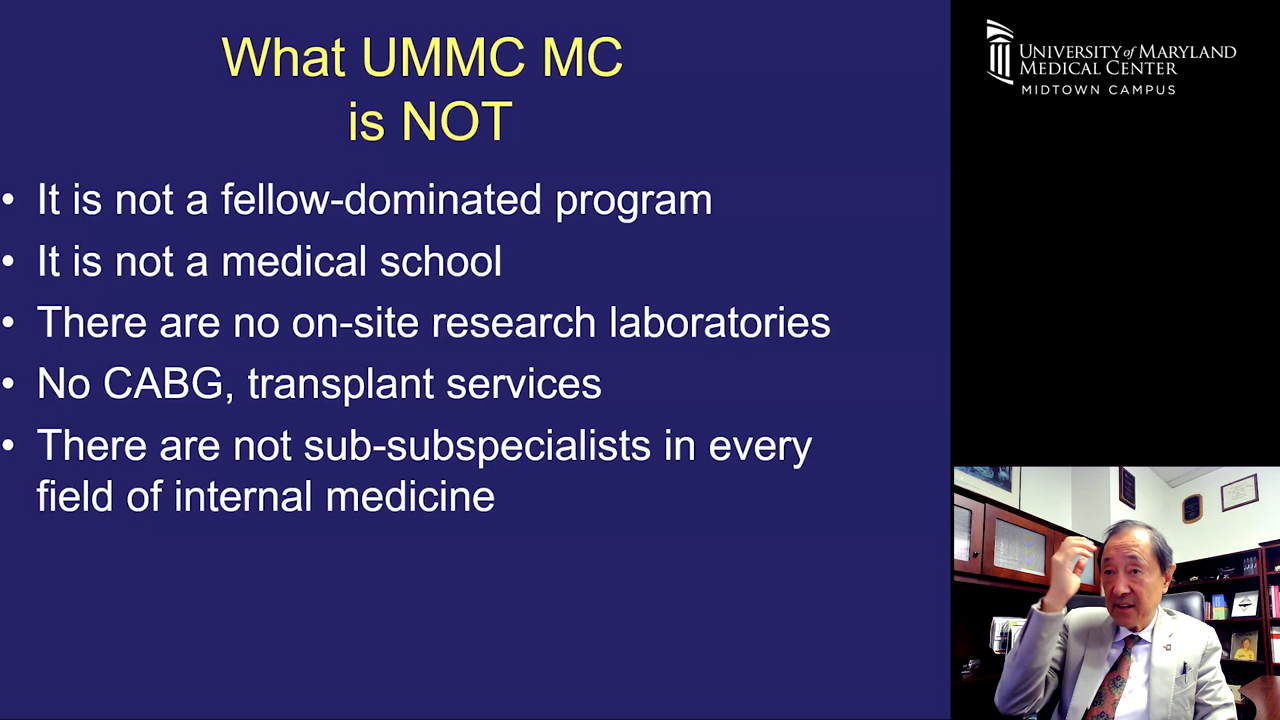 What UMMC MC
is NOT
• It is not a fellow-dominated program
• It is not a medical school
• There are no on-site research laboratories
• No CABG, transplant services
• There are not sub-subspecialists in every
field of internal medicine
UNIVERSITY of MARYLAND
MEDICAL CENTER
MIDTOWN CAMPUS